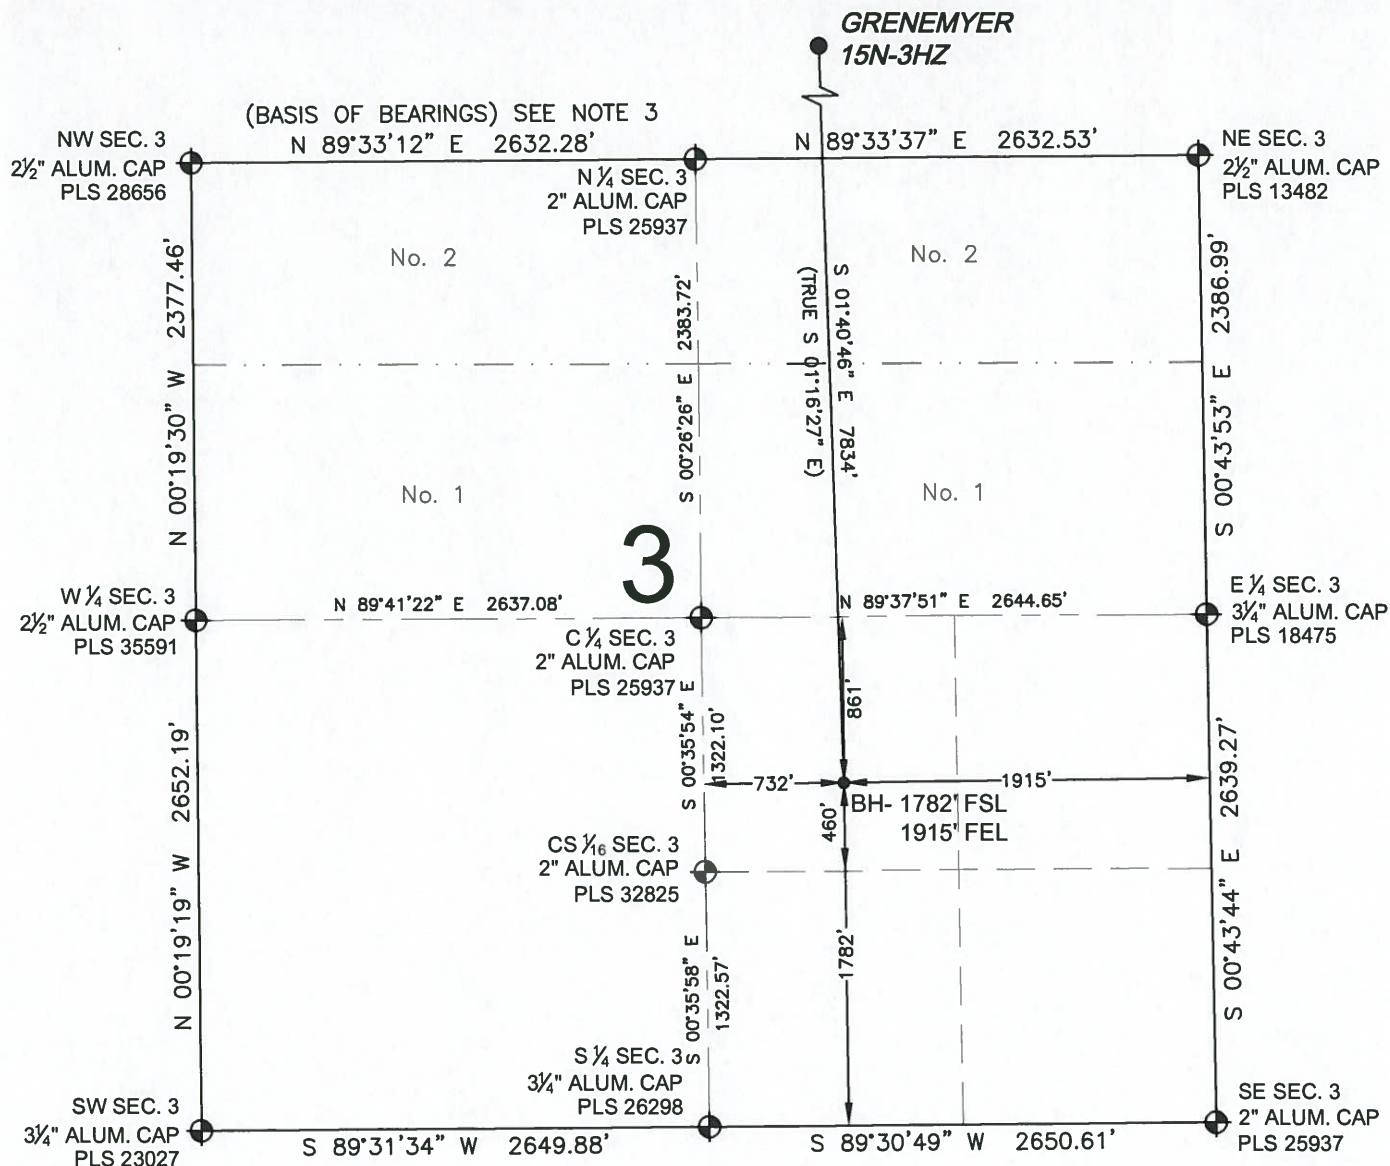 GRENEMYER
15N-3HZ
(BASIS OF BEARINGS) SEE NOTE 3
N 89°33'12" E 2632.28'
N 89°33'37" E 2632.53'
NW SEC. 3
2½" ALUM. CAP
PLS 28656
N ¼ SEC. 3
2" ALUM. CAP
PLS 25937
NE SEC. 3
2½" ALUM. CAP
PLS 13482
No. 2
No. 2
N 00°19'30" W 2377.46'
S 00°26'26" E 2383.72'
S 01°40'46" E 7834'
(TRUE S 01°16'27" E)
S 00°43'53" E 2386.99'
No. 1
No. 1
3
W ¼ SEC. 3
2½" ALUM. CAP
PLS 35591
N 89°41'22" E 2637.08'
N 89°37'51" E 2644.65'
E ¼ SEC. 3
3¼" ALUM. CAP
PLS 18475
C ¼ SEC. 3
2" ALUM. CAP
PLS 25937
N 00°19'19" W 2652.19'
S 00°35'54" E
1322.10'
861'
732'
1915'
460'
BH- 1782' FSL
1915' FEL
S 00°43'44" E 2639.27'
CS 1⁄16 SEC. 3
2" ALUM. CAP
PLS 32825
S 00°35'58" E
1322.57'
1782'
S ¼ SEC. 3
3¼" ALUM. CAP
PLS 26298
SW SEC. 3
3¼" ALUM. CAP
PLS 23027
S 89°31'34" W 2649.88'
S 89°30'49" W 2650.61'
SE SEC. 3
2" ALUM. CAP
PLS 25937